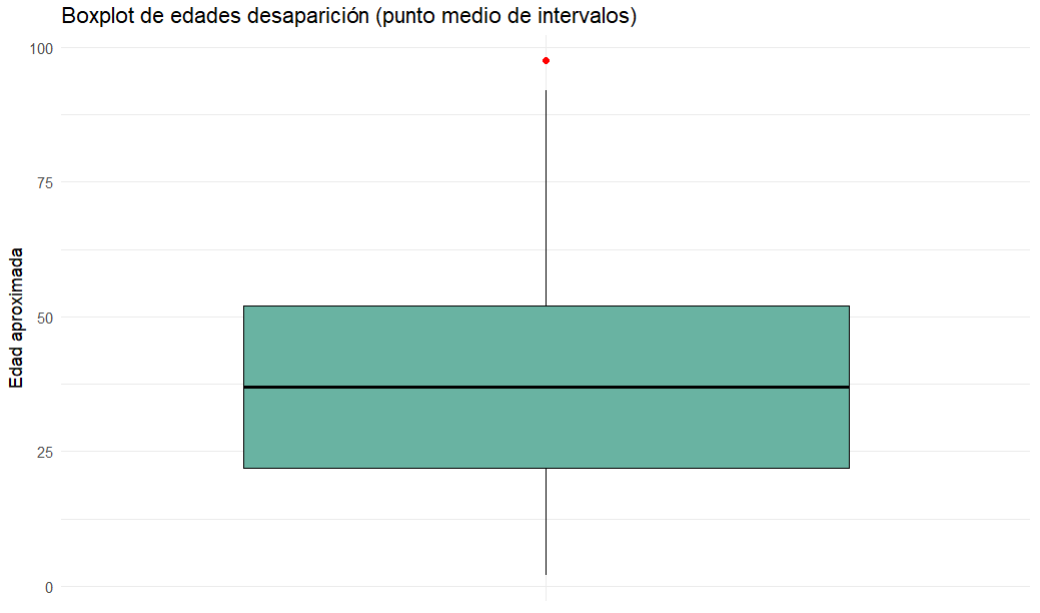 Boxplot de edades desaparición (punto medio de intervalos)
100
75
50
25
0
Edad aproximada